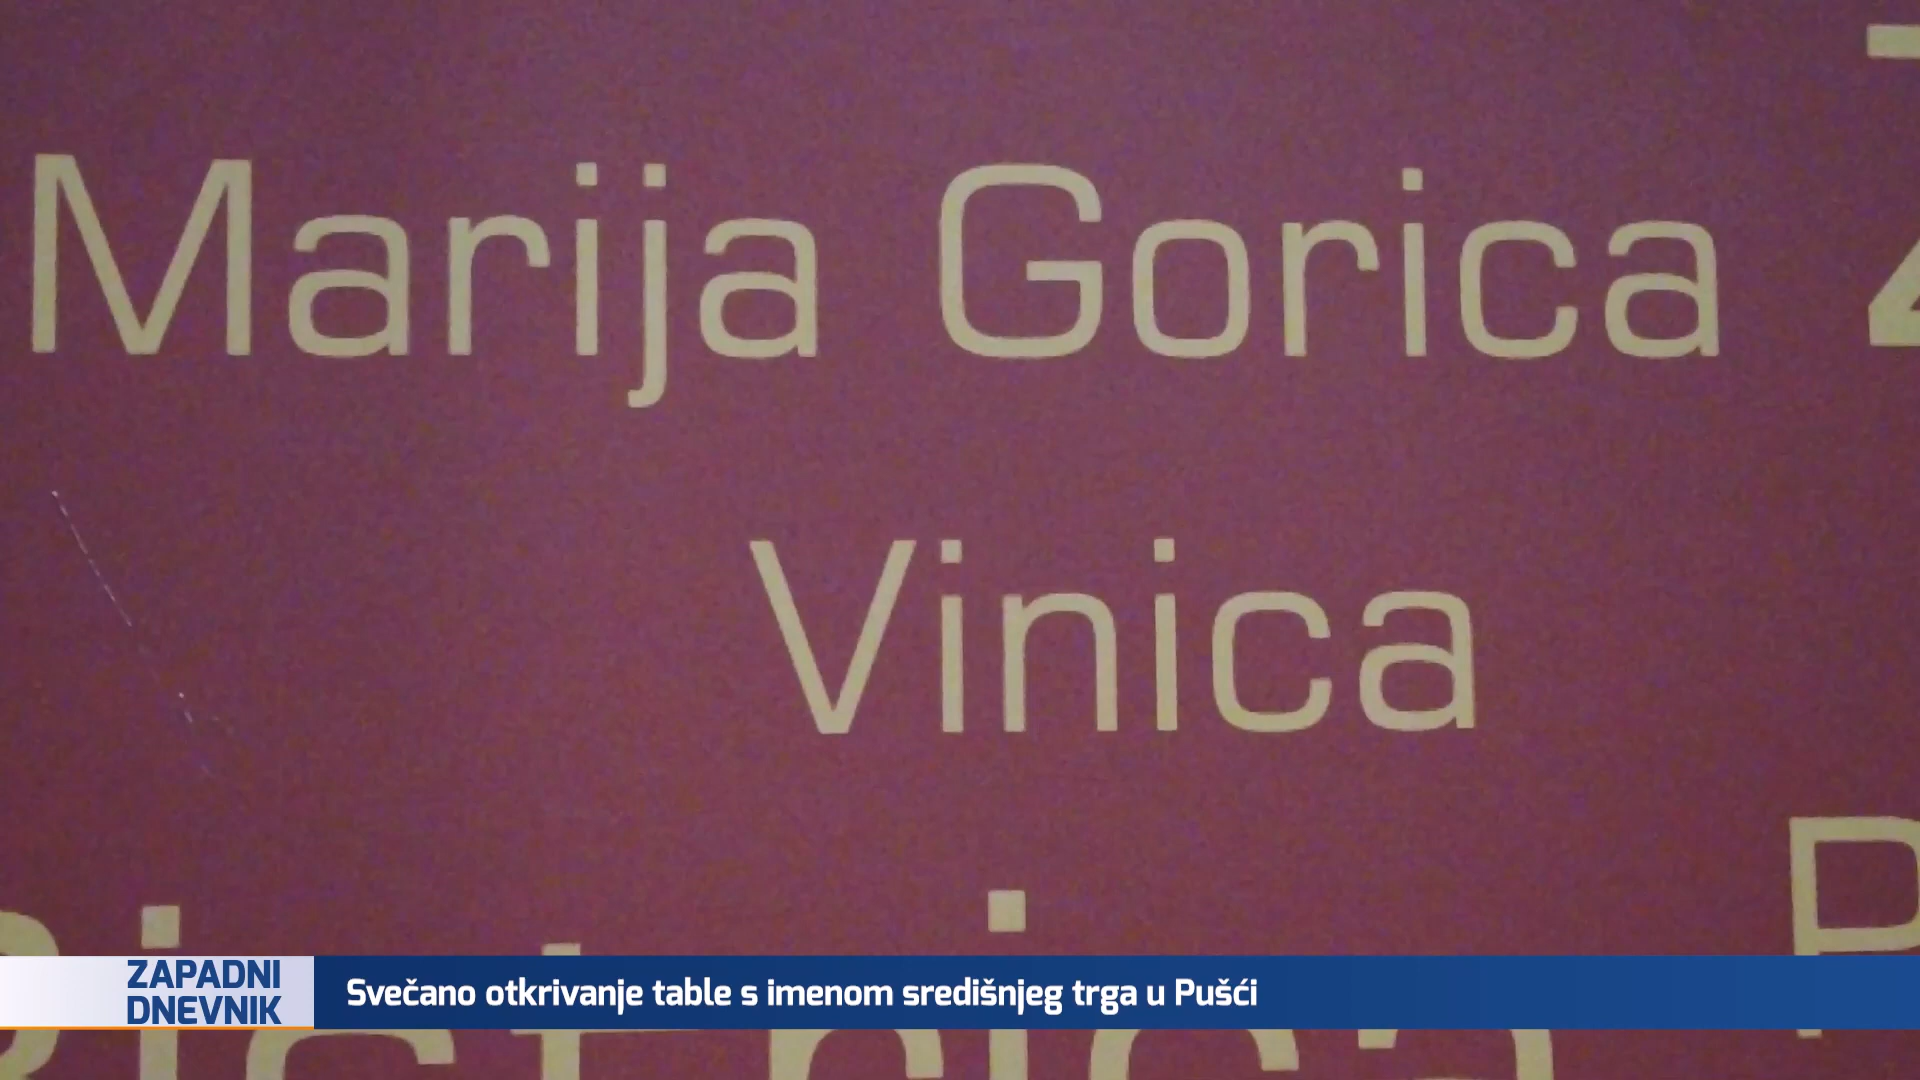 Marija Gorica
Vinica
ZAPADNI
DNEVNIK
Svečano otkrivanje table s imenom središnjeg trga u Pušći